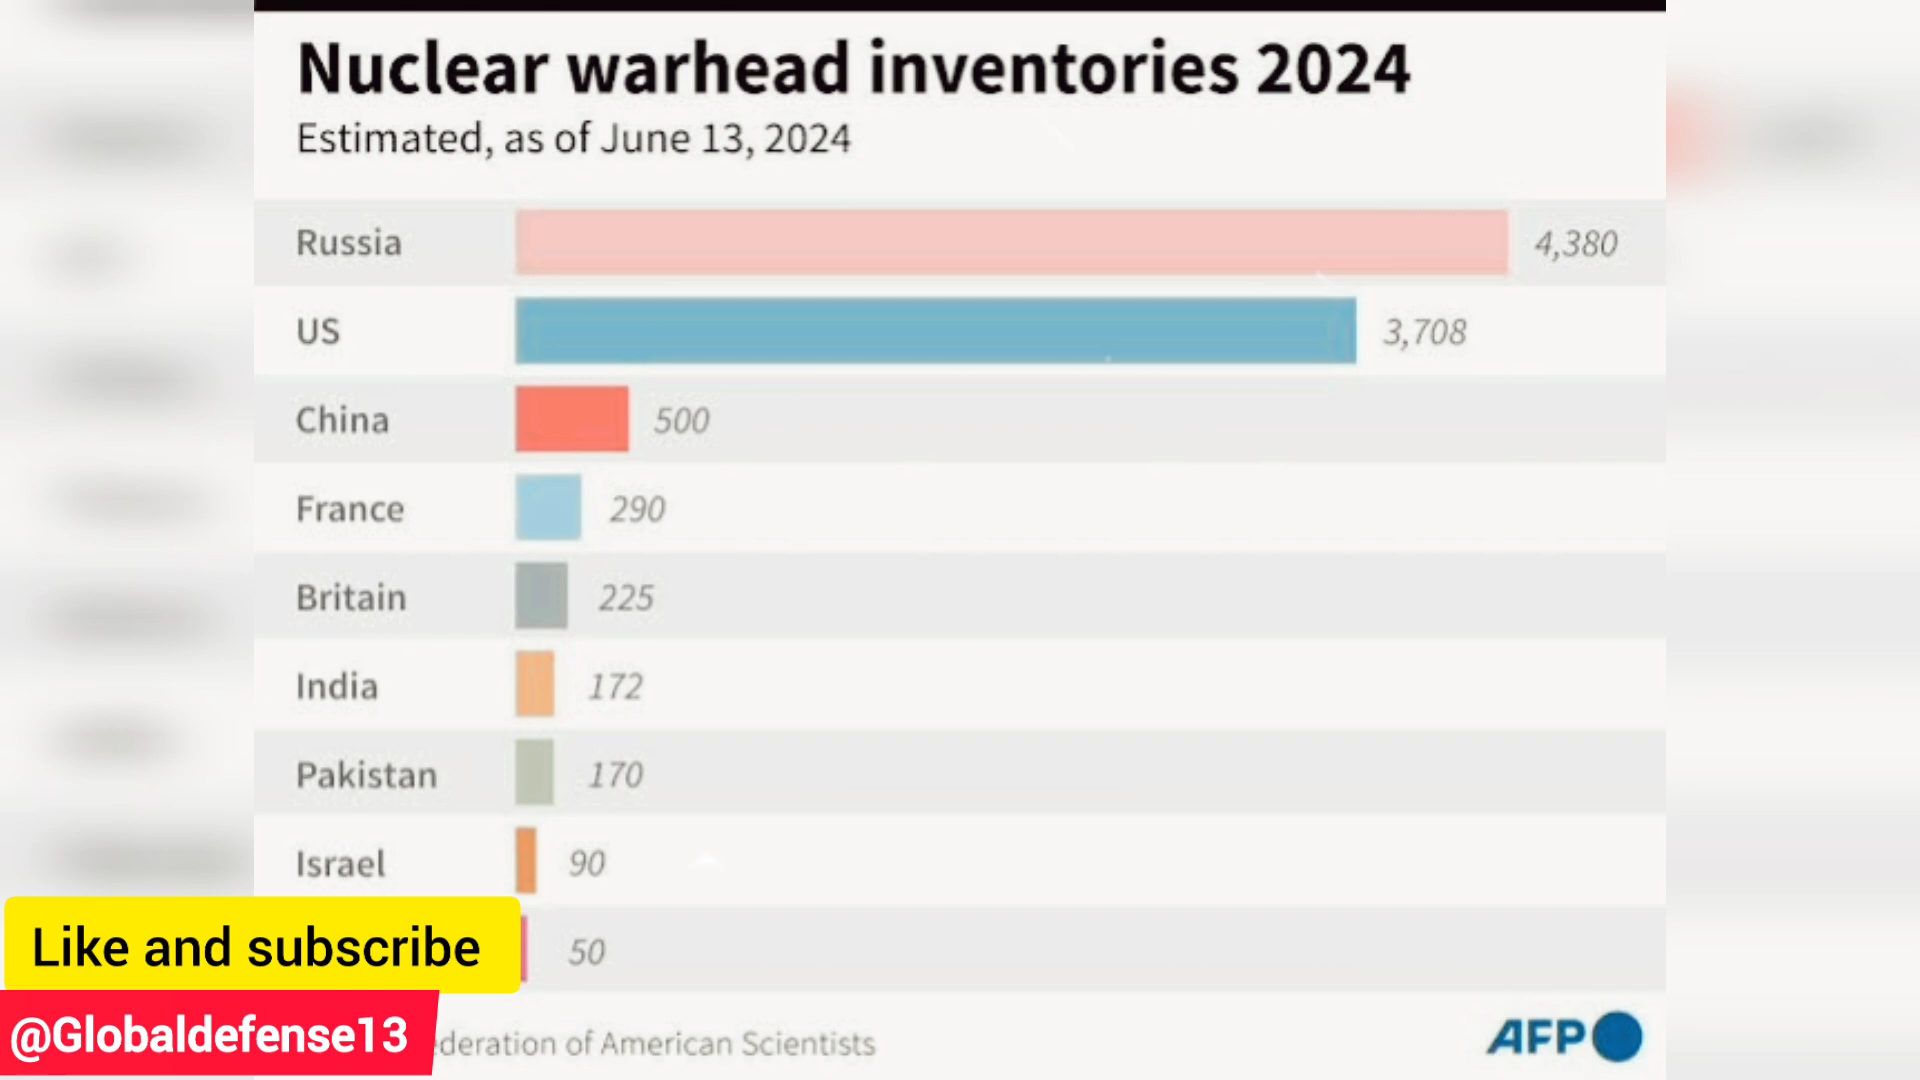 Nuclear warhead inventories 2024
Estimated, as of June 13, 2024
Russia 4,380
US 3,708
China 500
France 290
Britain 225
India 172
Pakistan 170
Israel 90
50
Like and subscribe
@Globaldefense13
of American Scientists
AFP